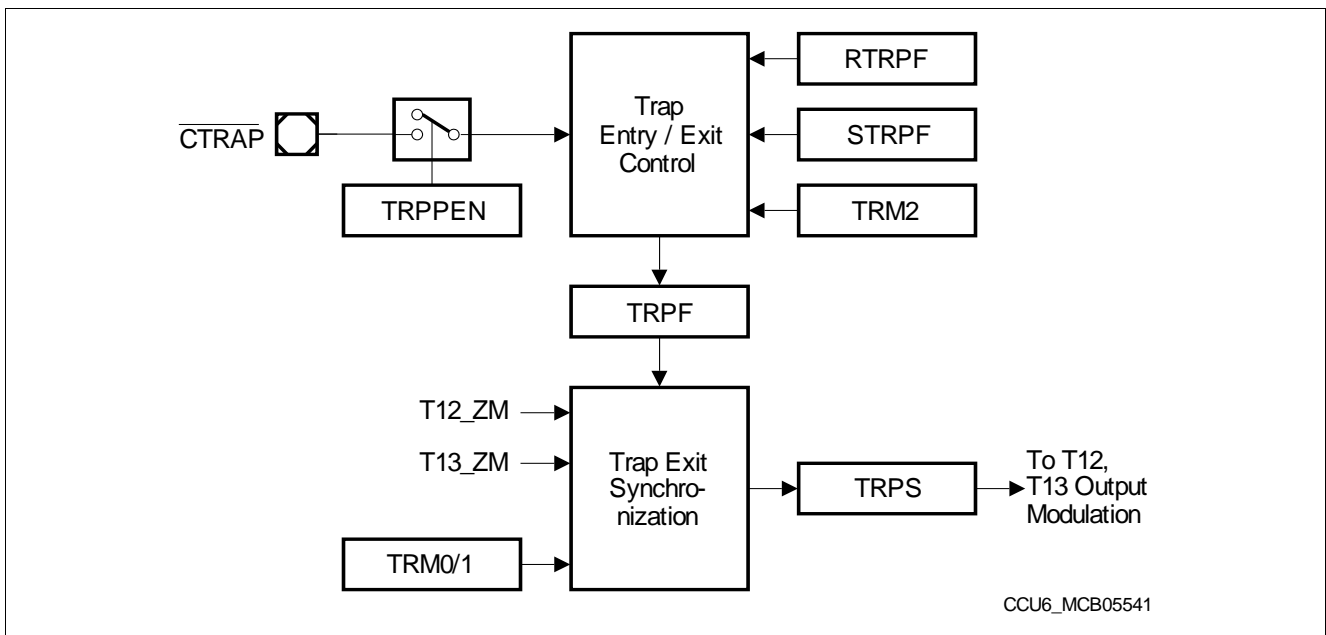 RTRPF
Trap
Entry / Exit
Control
CTRAP
STRPF
TRPPEN
TRM2
TRPF
T12_ZM
T13_ZM
Trap Exit
Synchro-
nization
TRPS
To T12,
T13 Output
Modulation
TRM0/1
CCU6_MCB05541